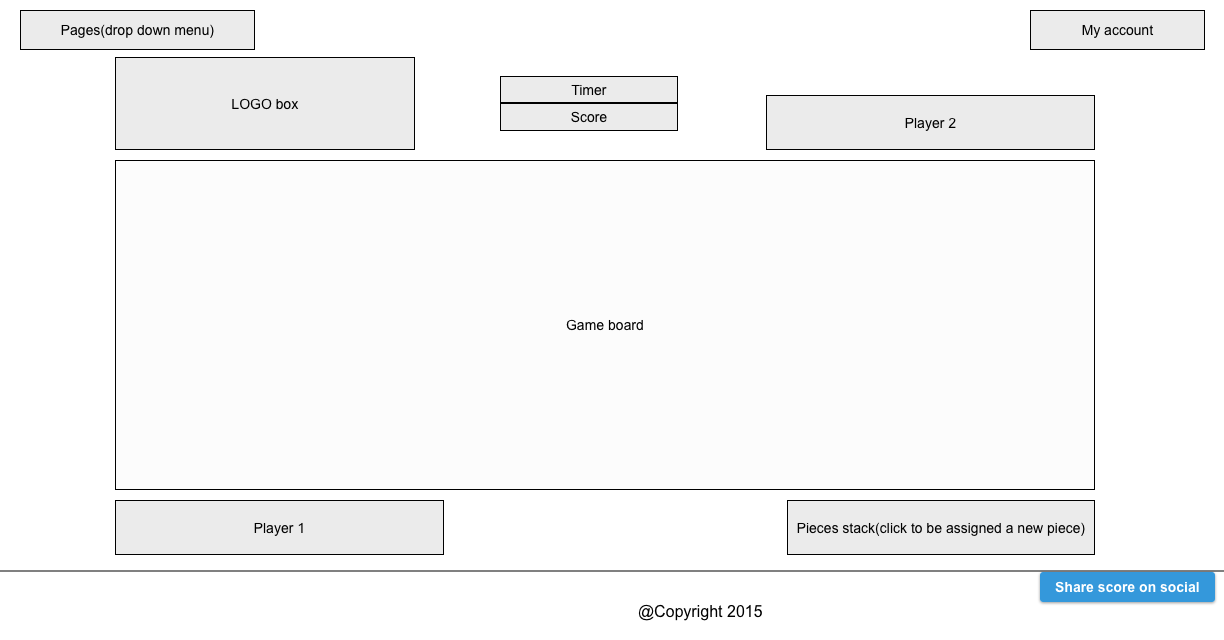 Pages(drop down menu)
My account
LOGO box
Timer
Score
Player 2
Game board
Player 1
Pieces stack(click to be assigned a new piece)
Share score on social
@Copyright 2015